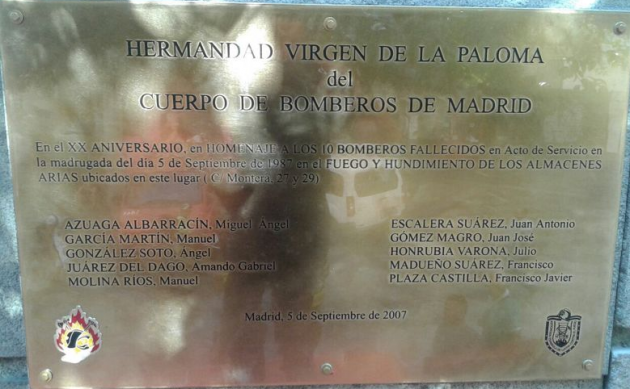 HERMANDAD VIRGEN DE LA PALOMA
del
CUERPO DE BOMBEROS DE MADRID
En el XX ANIVERSARIO, en HOMENAJE A LOS 10 BOMBEROS FALLECIDOS en Acto de Servicio en
la madrugada del día 5 de Septiembre de 1987 en el FUEGO Y HUNDIMIENTO DE LOS ALMACENES
ARIAS ubicados en este lugar ( C/ Montera, 27 y 29)
AZUAGA ALBARRACÍN, Miguel Ángel
GARCÍA MARTÍN, Manuel
GONZÁLEZ SOTO, Ángel
JUÁREZ DEL DAGO, Amando Gabriel
MOLINA RÍOS, Manuel
ESCALERA SUÁREZ, Juan Antonio
GÓMEZ MAGRO, Juan José
HONRUBIA VARONA, Julio
MADUEÑO SUÁREZ, Francisco
PLAZA CASTILLA, Francisco Javier
Madrid, 5 de Septiembre de 2007